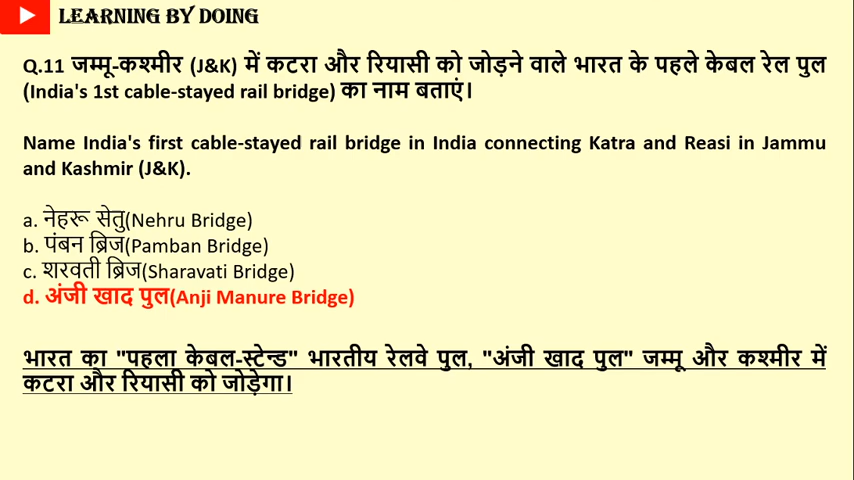 LEARNING BY DOING
Q.11 जम्मू-कश्मीर (J&K) में कटरा और रियासी को जोड़ने वाले भारत के पहले केबल रेल पुल
(India's 1st cable-stayed rail bridge) का नाम बताएं।
Name India's first cable-stayed rail bridge in India connecting Katra and Reasi in Jammu
and Kashmir (J&K).
a. नेहरू सेतु(Nehru Bridge)
b. पंबन ब्रिज(Pamban Bridge)
c. शरवती ब्रिज(Sharavati Bridge)
d. अंजी खाद पुल(Anji Manure Bridge)
भारत का "पहला केबल-स्टेन्ड" भारतीय रेलवे पुल, "अंजी खाद पुल" जम्मू और कश्मीर में
कटरा और रियासी को जोड़ेगा।